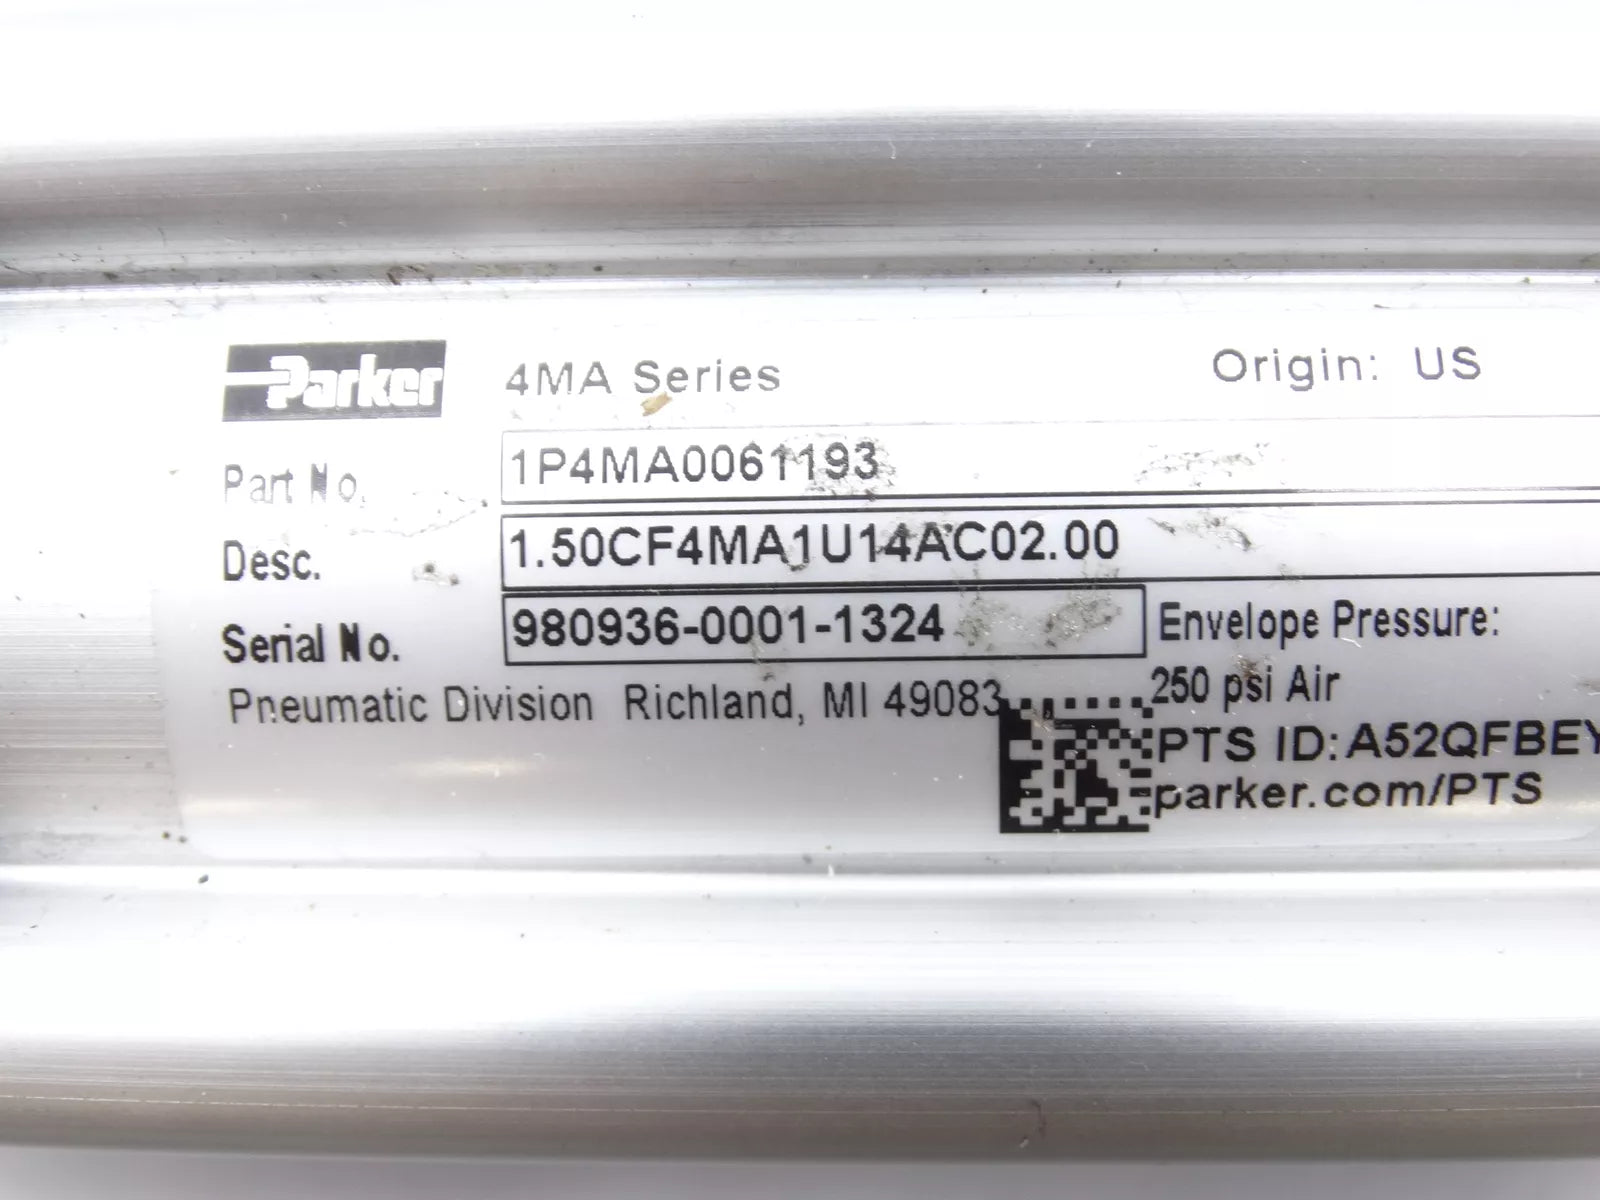 Parker 4MA Series Origin: US
Part No. 1P4MA0061193
Desc. 1.50CF4MA1U14AC02.00
Serial No. 980936-0001-1324 Envelope Pressure:
Pneumatic Division Richland, MI 49083 250 psi Air
PTS ID: A52QFBEY
parker.com/PTS